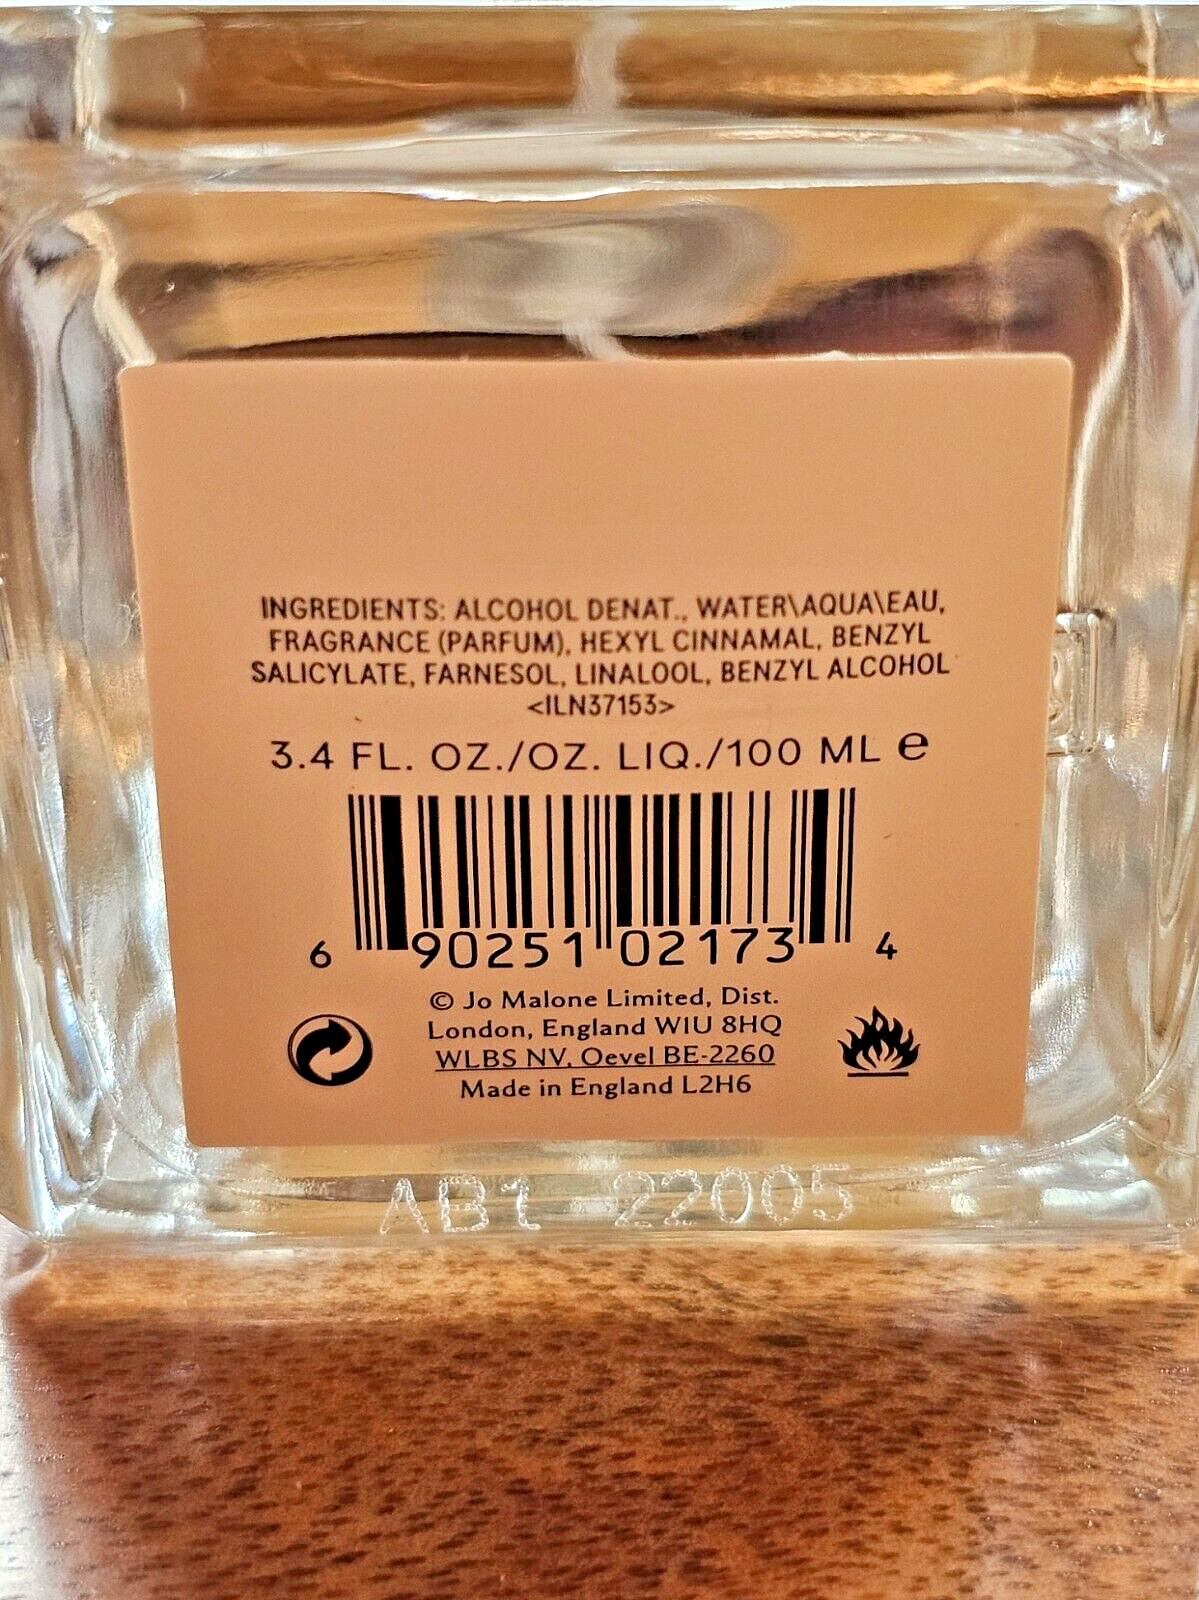 INGREDIENTS: ALCOHOL DENAT., WATER\AQUA\EAU,
FRAGRANCE (PARFUM), HEXYL CINNAMAL, BENZYL
SALICYLATE, FARNESOL, LINALOOL, BENZYL ALCOHOL
<ILN37153>
3.4 FL. OZ./OZ. LIQ./100 ML e
6 90251 02173 4
© Jo Malone Limited, Dist.
London, England W1U 8HQ
WLBS NV, Oevel BE-2260
Made in England L2H6
AB1 22005